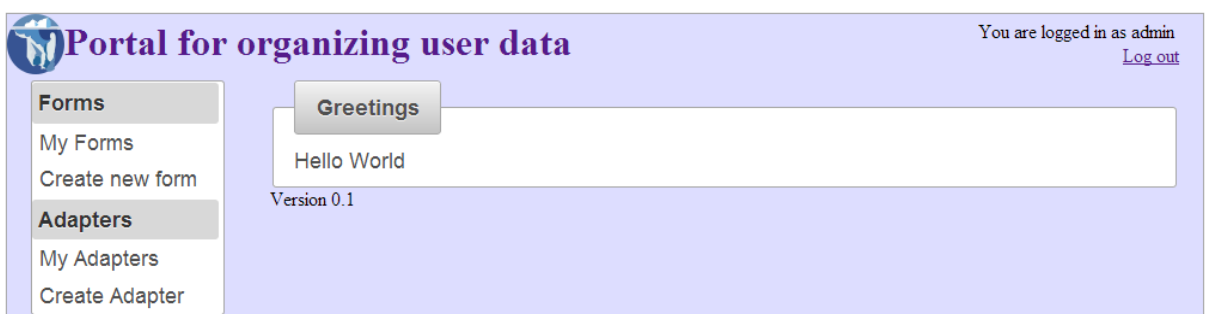 Portal for organizing user data
You are logged in as admin
Log out
Forms
My Forms
Create new form
Adapters
My Adapters
Create Adapter
Greetings
Hello World
Version 0.1